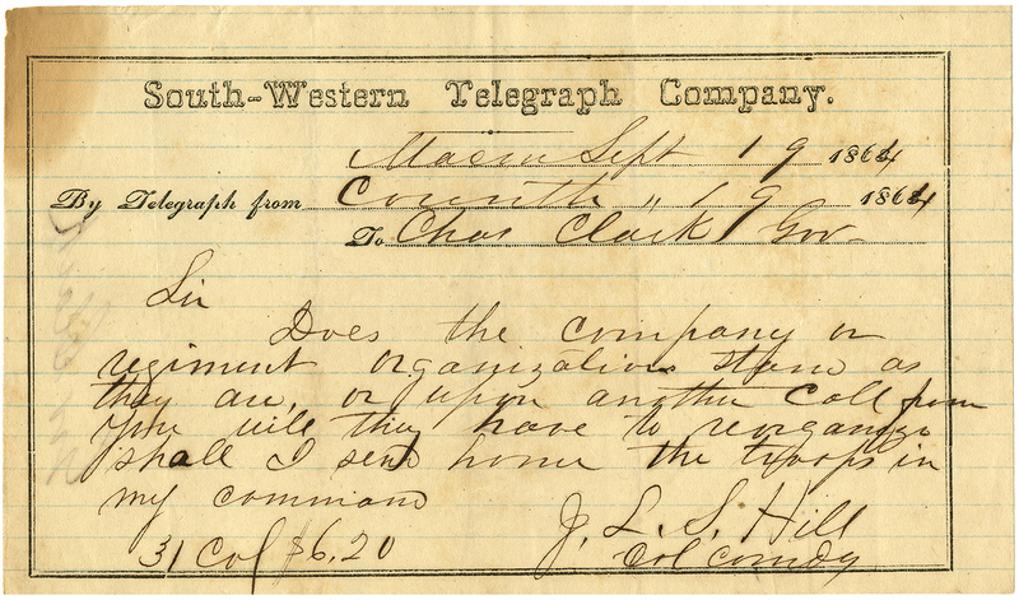 South-Western Telegraph Company.
Macon Sept 19 1864
By Telegraph from Corinth " 19 1864
To Chas Clark Gov
Sir
Does the company or
regiment organizations stand as
they are, or upon another Call from
you will they have to reorganize
shall I send home the troops in
my command
J. L. S. Hill
31 Col $6.20 Col comdg